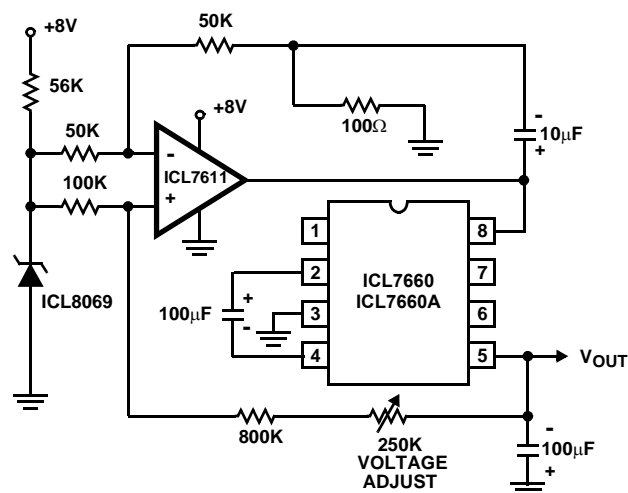 50K
+8V
56K
+8V
50K
100Ω
-
10µF
+
-
ICL7611
+
100K
ICL8069
1
8
2
ICL7660
7
ICL7660A
+
100µF
-
3
6
4
5
VOUT
800K
250K
VOLTAGE
ADJUST
-
100µF
+